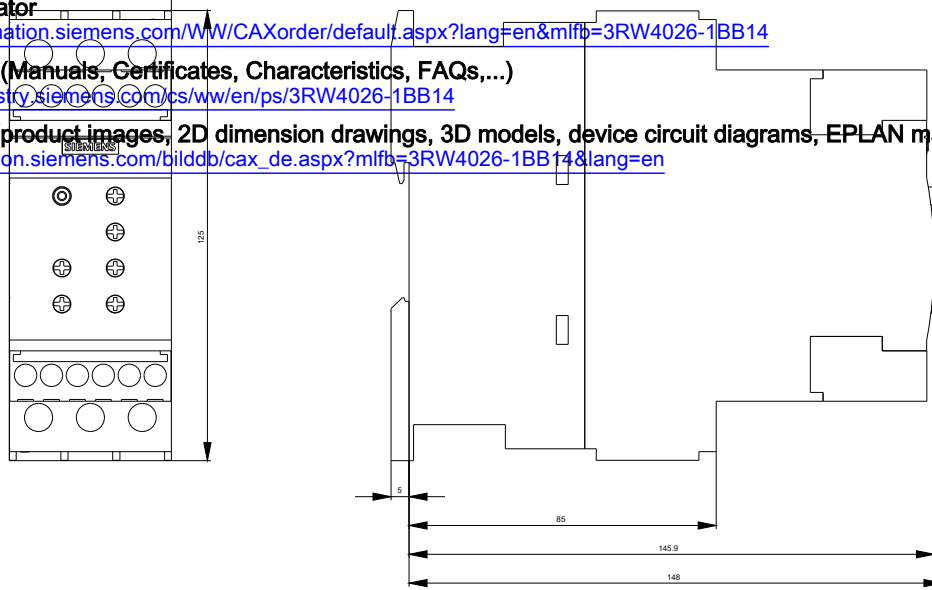 ator
mation.siemens.com/WW/CAXorder/default.aspx?lang=en&mlfb=3RW4026-1BB14
(Manuals, Certificates, Characteristics, FAQs,...)
stry.siemens.com/cs/ww/en/ps/3RW4026-1BB14
product images, 2D dimension drawings, 3D models, device circuit diagrams, EPLAN m
SIEMENS
on.siemens.com/bilddb/cax_de.aspx?mlfb=3RW4026-1BB14&lang=en
125
5
85
145.9
148